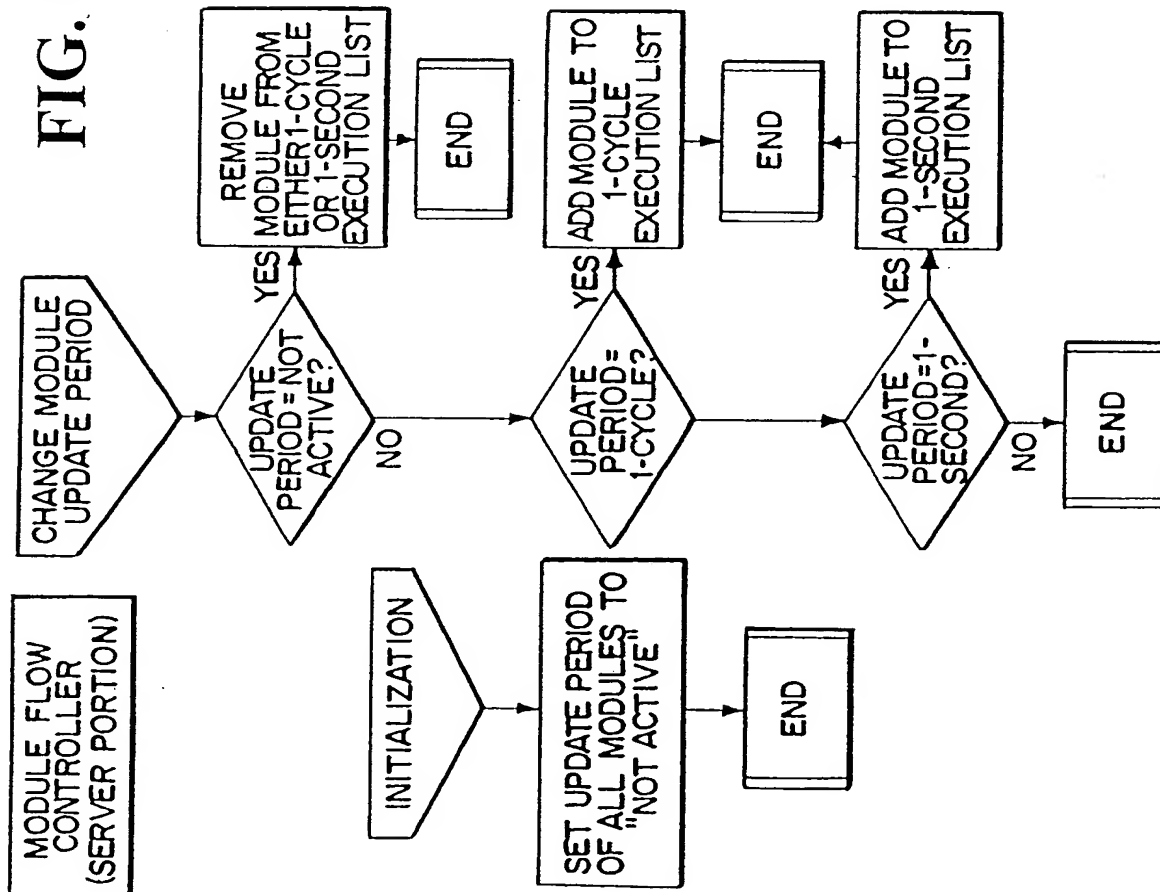 FIG.
MODULE FLOW
CONTROLLER
(SERVER PORTION)
INITIALIZATION
SET UPDATE PERIOD
OF ALL MODULES TO
"NOT ACTIVE"
END
CHANGE MODULE
UPDATE PERIOD
UPDATE
PERIOD = NOT
ACTIVE?
YES
NO
REMOVE
MODULE FROM
EITHER 1-CYCLE
OR 1-SECOND
EXECUTION LIST
END
UPDATE
PERIOD=
1-CYCLE?
YES
ADD MODULE TO
1-CYCLE
EXECUTION LIST
END
UPDATE
PERIOD=1-
SECOND?
YES
NO
ADD MODULE TO
1-SECOND
EXECUTION LIST
END